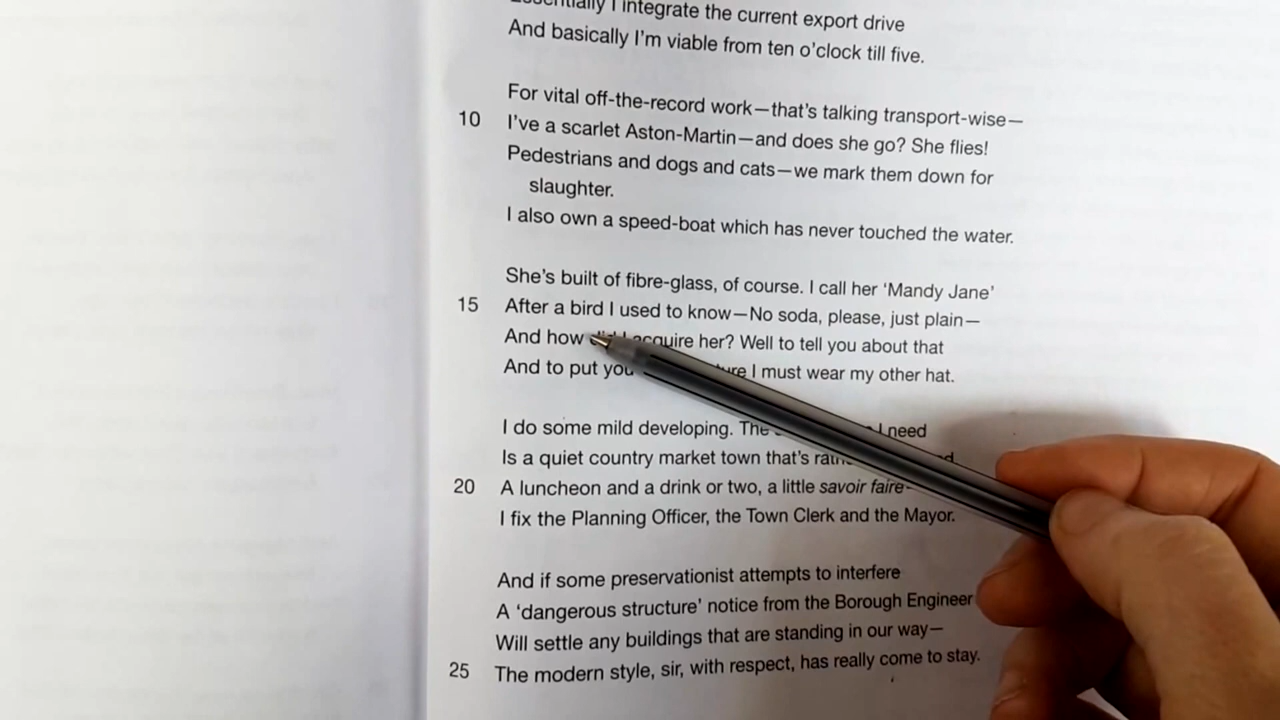 I integrate the current export drive
And basically I'm viable from ten o'clock till five.
For vital off-the-record work—that's talking transport-wise—
10 I've a scarlet Aston-Martin—and does she go? She flies!
Pedestrians and dogs and cats—we mark them down for
slaughter.
I also own a speed-boat which has never touched the water.
She's built of fibre-glass, of course. I call her 'Mandy Jane'
15 After a bird I used to know—No soda, please, just plain—
And how I acquire her? Well to tell you about that
And to put you I must wear my other hat.
I do some mild developing. The I need
Is a quiet country market town that's
20 A luncheon and a drink or two, a little savoir faire—
I fix the Planning Officer, the Town Clerk and the Mayor.
And if some preservationist attempts to interfere
A 'dangerous structure' notice from the Borough Engineer
Will settle any buildings that are standing in our way—
25 The modern style, sir, with respect, has really come to stay.